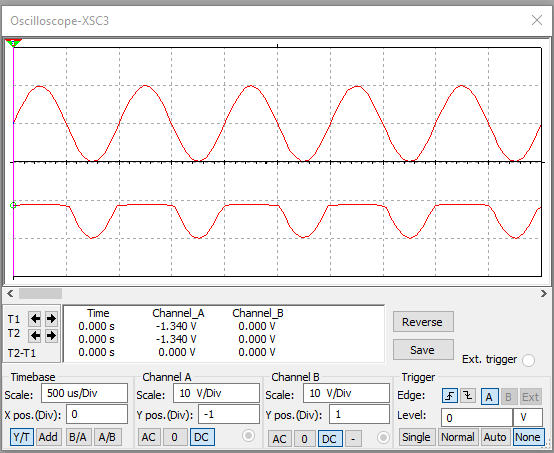 Oscilloscope-XSC3
T1
T2
T2-T1
Time Channel_A Channel_B
0.000 s -1.340 V 0.000 V
0.000 s -1.340 V 0.000 V
0.000 s 0.000 V 0.000 V
Reverse
Save
Ext. trigger
Timebase
Scale: 500 us/Div
X pos.(Div): 0
Y/T Add B/A A/B
Channel A
Scale: 10 V/Div
Y pos.(Div): -1
AC 0 DC
Channel B
Scale: 10 V/Div
Y pos.(Div): 1
AC 0 DC -
Trigger
Edge: A B Ext
Level: 0 V
Single Normal Auto None